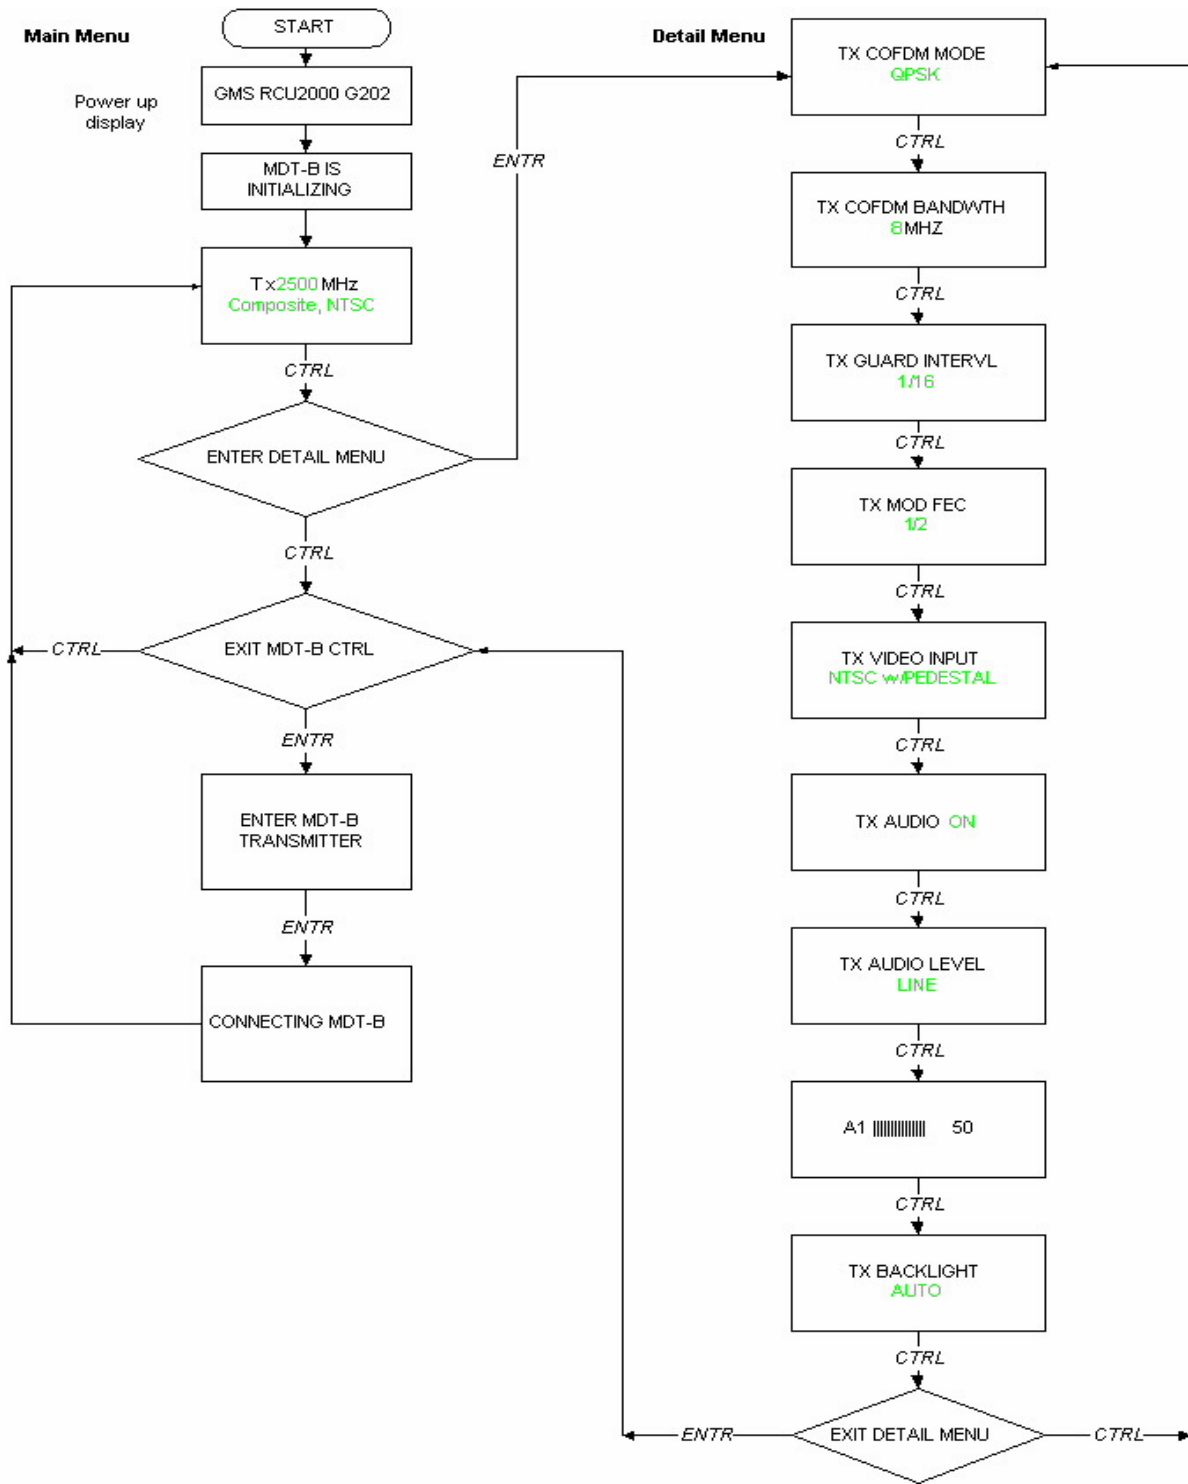 Main Menu
START
GMS RCU2000 G202
Power up
display
MDT-B IS
INITIALIZING
Tx2500 MHz
Composite, NTSC
CTRL
ENTER DETAIL MENU
ENTR
CTRL
EXIT MDT-B CTRL
CTRL
ENTR
ENTER MDT-B
TRANSMITTER
ENTR
CONNECTING MDT-B
Detail Menu
TX COFDM MODE
QPSK
CTRL
TX COFDM BANDWTH
8MHZ
CTRL
TX GUARD INTERVL
1/16
CTRL
TX MOD FEC
1/2
CTRL
TX VIDEO INPUT
NTSC w/PEDESTAL
CTRL
TX AUDIO ON
CTRL
TX AUDIO LEVEL
LINE
CTRL
A1 ||||||||||||| 50
CTRL
TX BACKLIGHT
AUTO
CTRL
EXIT DETAIL MENU
ENTR
CTRL